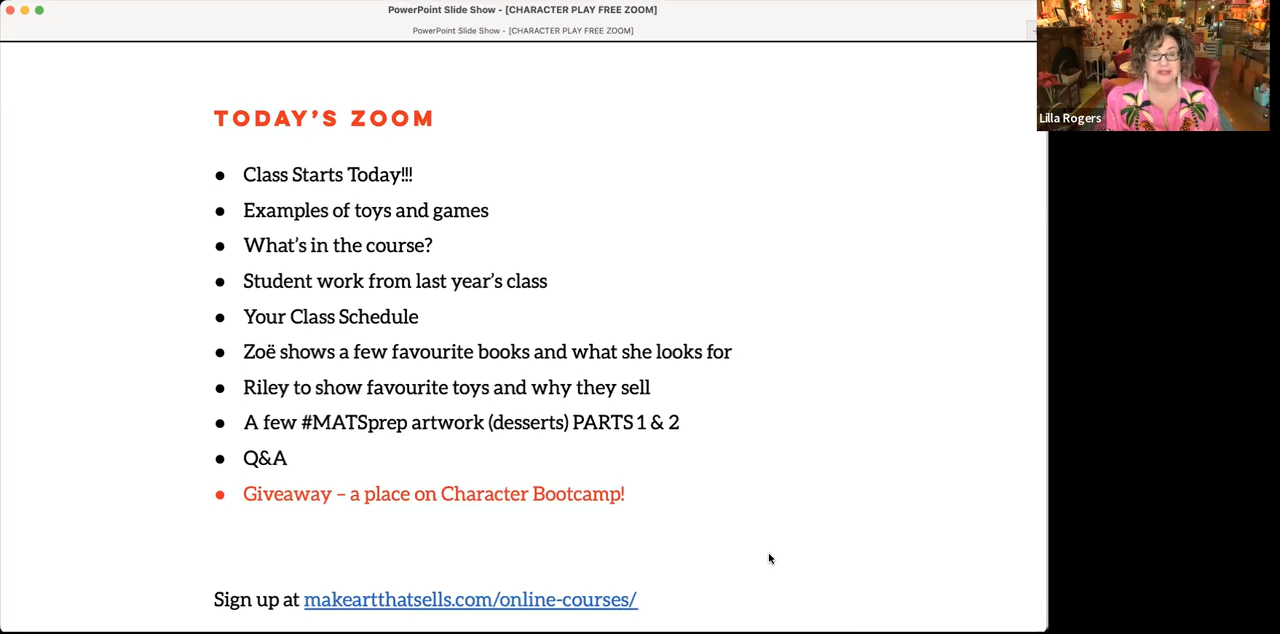 PowerPoint Slide Show - [CHARACTER PLAY FREE ZOOM]
PowerPoint Slide Show - [CHARACTER PLAY FREE ZOOM]
Lilla Rogers
TODAY'S ZOOM
● Class Starts Today!!!
● Examples of toys and games
● What's in the course?
● Student work from last year's class
● Your Class Schedule
● Zoë shows a few favourite books and what she looks for
● Riley to show favourite toys and why they sell
● A few #MATSprep artwork (desserts) PARTS 1 & 2
● Q&A
● Giveaway – a place on Character Bootcamp!
Sign up at makeartthatsells.com/online-courses/